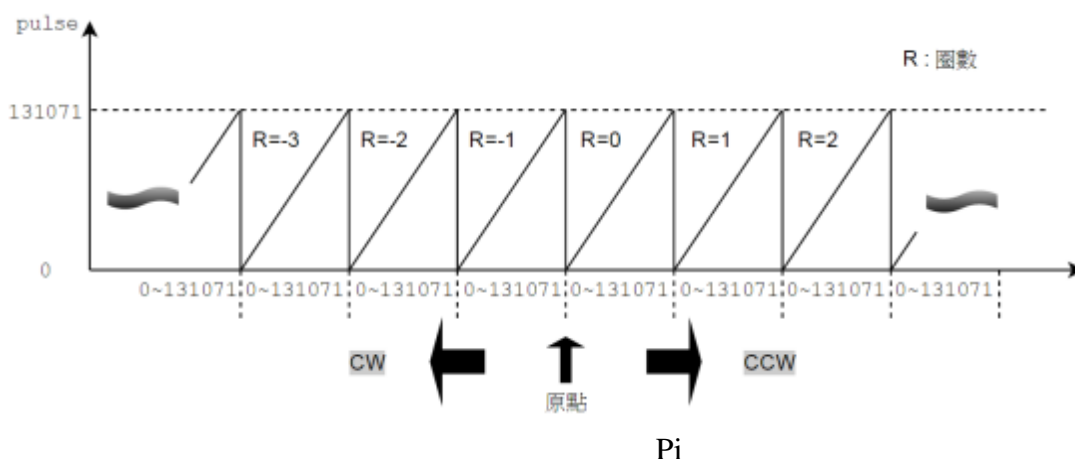 pulse
R : 圈數
131071
R=-3 R=-2 R=-1 R=0 R=1 R=2
0
0~131071 0~131071 0~131071 0~131071 0~131071 0~131071 0~131071 0~131071
CW CCW
原點
Pi